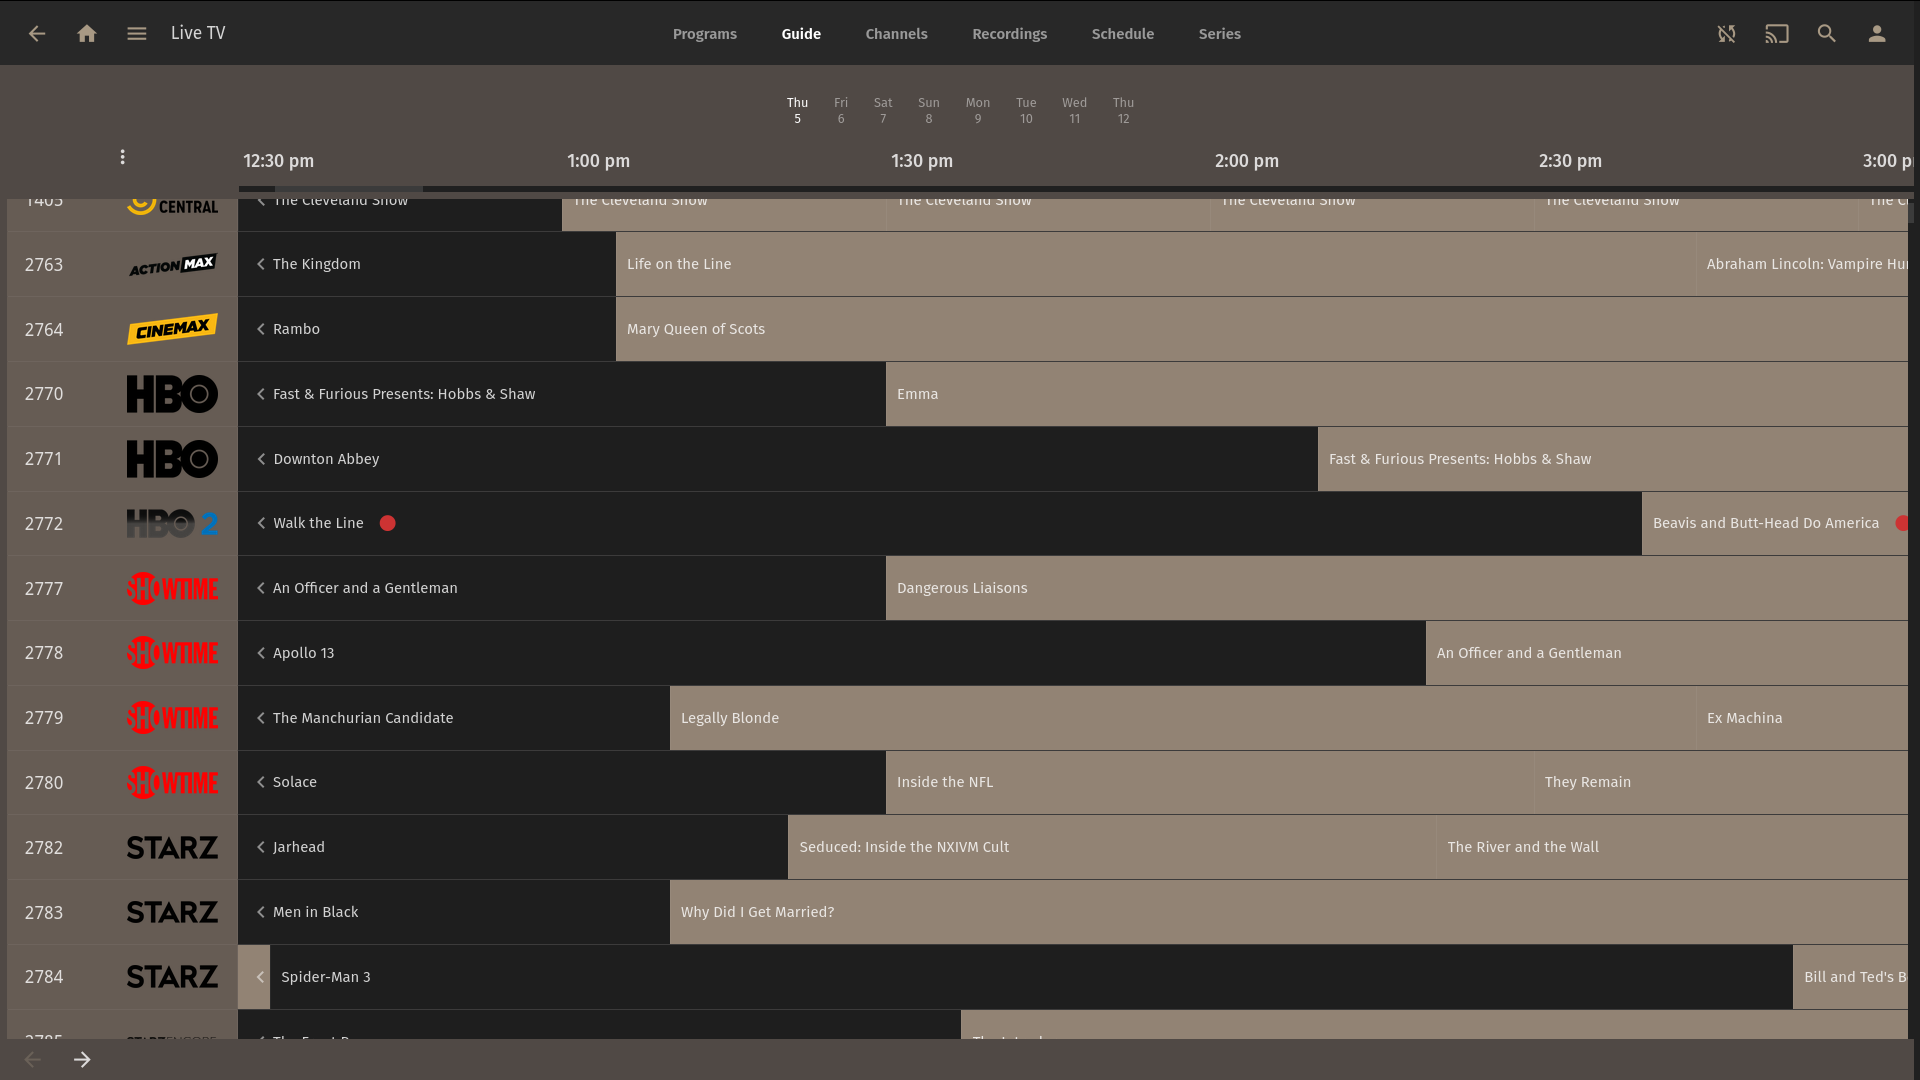 Live TV
Programs Guide Channels Recordings Schedule Series
Thu Fri Sat Sun Mon Tue Wed Thu
5 6 7 8 9 10 11 12
12:30 pm 1:00 pm 1:30 pm 2:00 pm 2:30 pm 3:00 p
1405 CENTRAL The Cleveland Show The Cleveland Show The Cleveland Show The Cleveland Show The Cleveland Show The C
2763 ACTION MAX The Kingdom Life on the Line Abraham Lincoln: Vampire Hu
2764 CINEMAX Rambo Mary Queen of Scots
2770 HBO Fast & Furious Presents: Hobbs & Shaw Emma
2771 HBO Downton Abbey Fast & Furious Presents: Hobbs & Shaw
2772 HBO 2 Walk the Line Beavis and Butt-Head Do America
2777 SHOWTIME An Officer and a Gentleman Dangerous Liaisons
2778 SHOWTIME Apollo 13 An Officer and a Gentleman
2779 SHOWTIME The Manchurian Candidate Legally Blonde Ex Machina
2780 SHOWTIME Solace Inside the NFL They Remain
2782 STARZ Jarhead Seduced: Inside the NXIVM Cult The River and the Wall
2783 STARZ Men in Black Why Did I Get Married?
2784 STARZ Spider-Man 3 Bill and Ted's B
2785